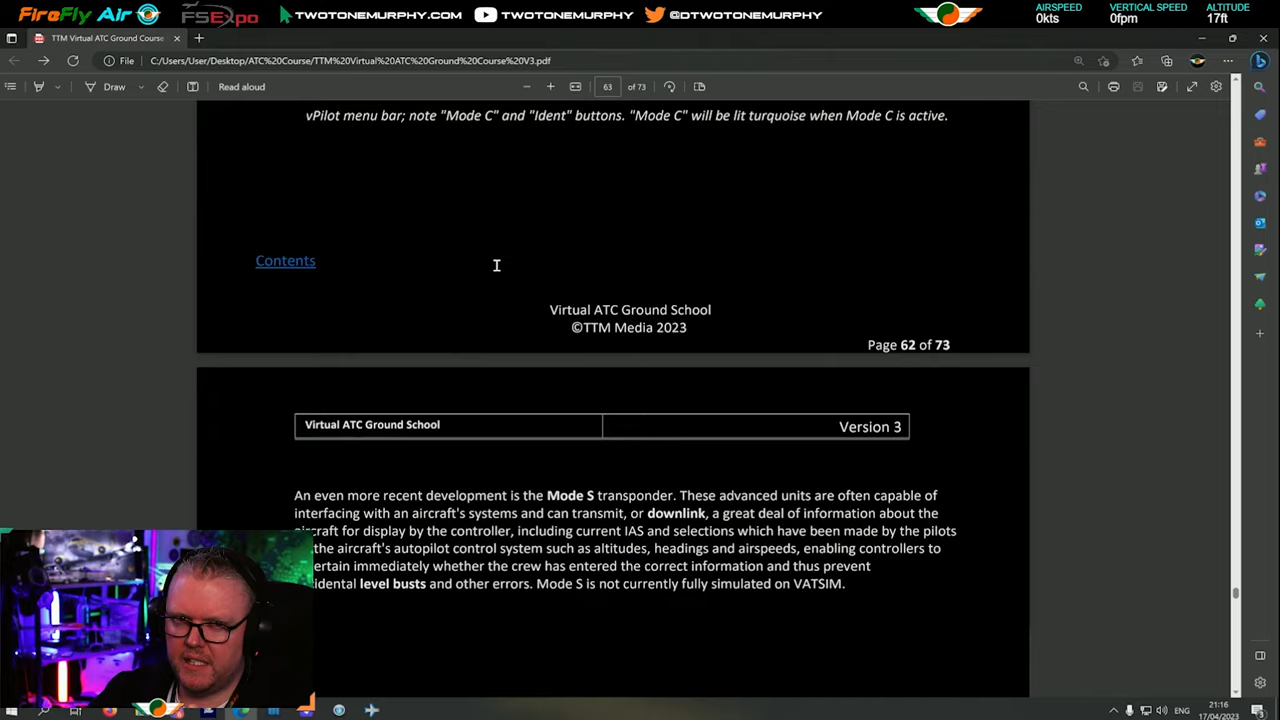 FireFly Air
FSExpo
TWOTONEMURPHY.COM
TWOTONEMURPHY
@DTWOTONEMURPHY
AIRSPEED
0kts
VERTICAL SPEED
0fpm
ALTITUDE
17ft
TTM Virtual ATC Ground Course
File
C:/Users/User/Desktop/ATC%20Course/TTM%20Virtual%20ATC%20Ground%20Course%20V3.pdf
Draw
Read aloud
63 of 73
vPilot menu bar; note "Mode C" and "Ident" buttons. "Mode C" will be lit turquoise when Mode C is active.
Contents
Virtual ATC Ground School
©TTM Media 2023
Page 62 of 73
Virtual ATC Ground School
Version 3
An even more recent development is the Mode S transponder. These advanced units are often capable of
interfacing with an aircraft's systems and can transmit, or downlink, a great deal of information about the
aircraft for display by the controller, including current IAS and selections which have been made by the pilots
the aircraft's autopilot control system such as altitudes, headings and airspeeds, enabling controllers to
certain immediately whether the crew has entered the correct information and thus prevent
cidental level busts and other errors. Mode S is not currently fully simulated on VATSIM.
ENG
21:16
17/04/2023